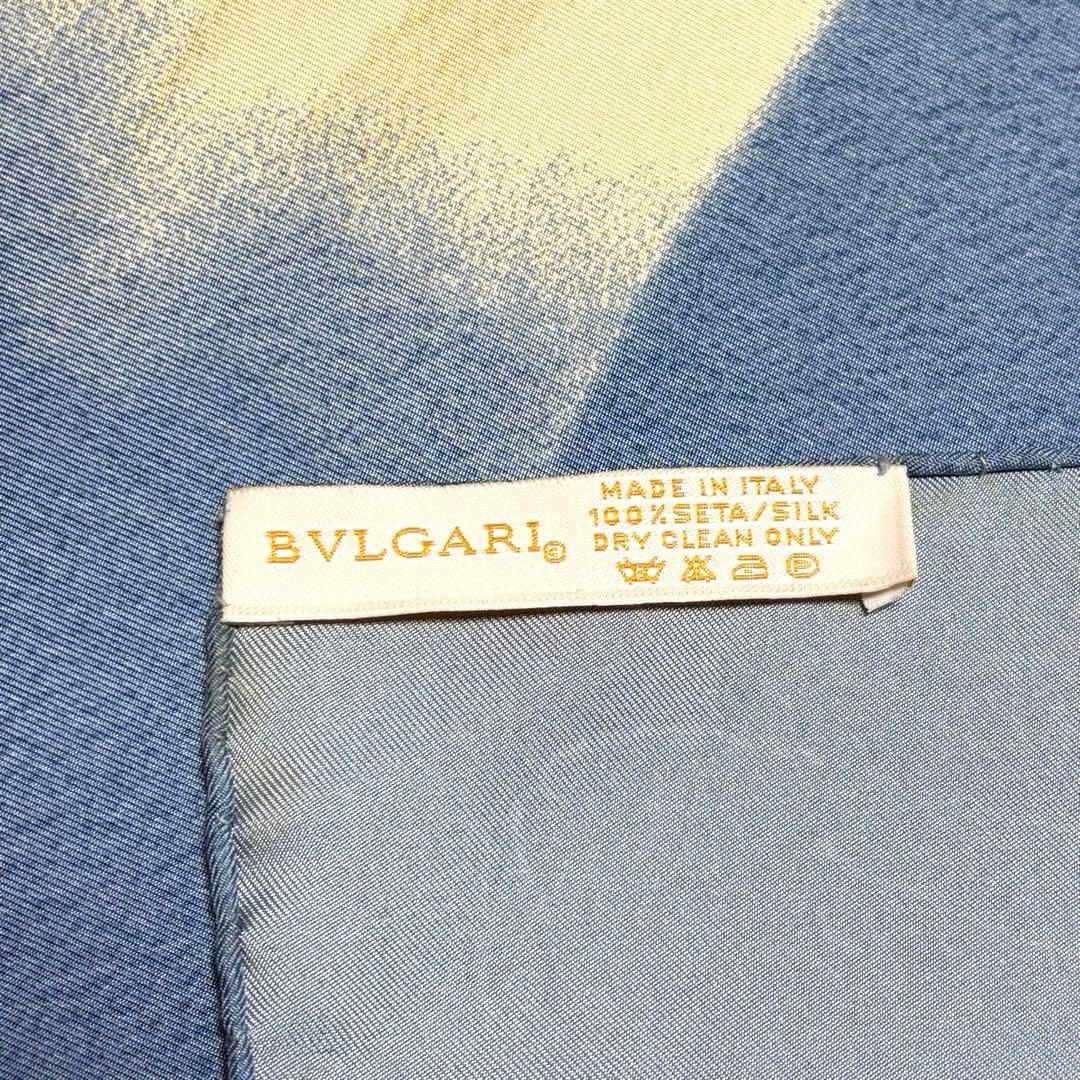 BVLGARI©
MADE IN ITALY
100%SETA/SILK
DRY CLEAN ONLY
P